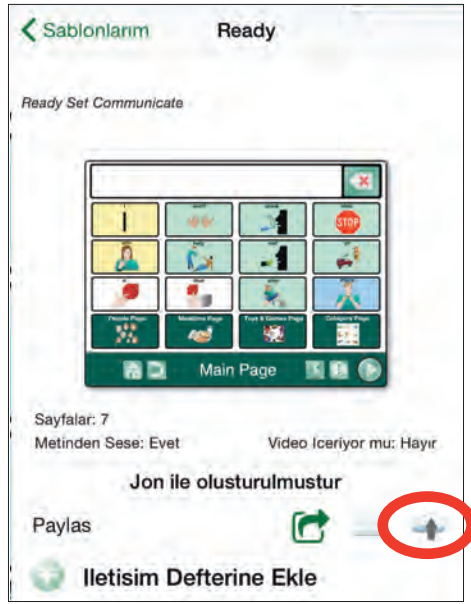 Sablonlarım Ready
Ready Set Communicate
STOP
People Page Mealtime Page Toys & Games Page Category Page
Main Page
Sayfalar: 7
Metinden Sese: Evet Video Iceriyor mu: Hayır
Jon ile olusturulmustur
Paylas
Iletisim Defterine Ekle